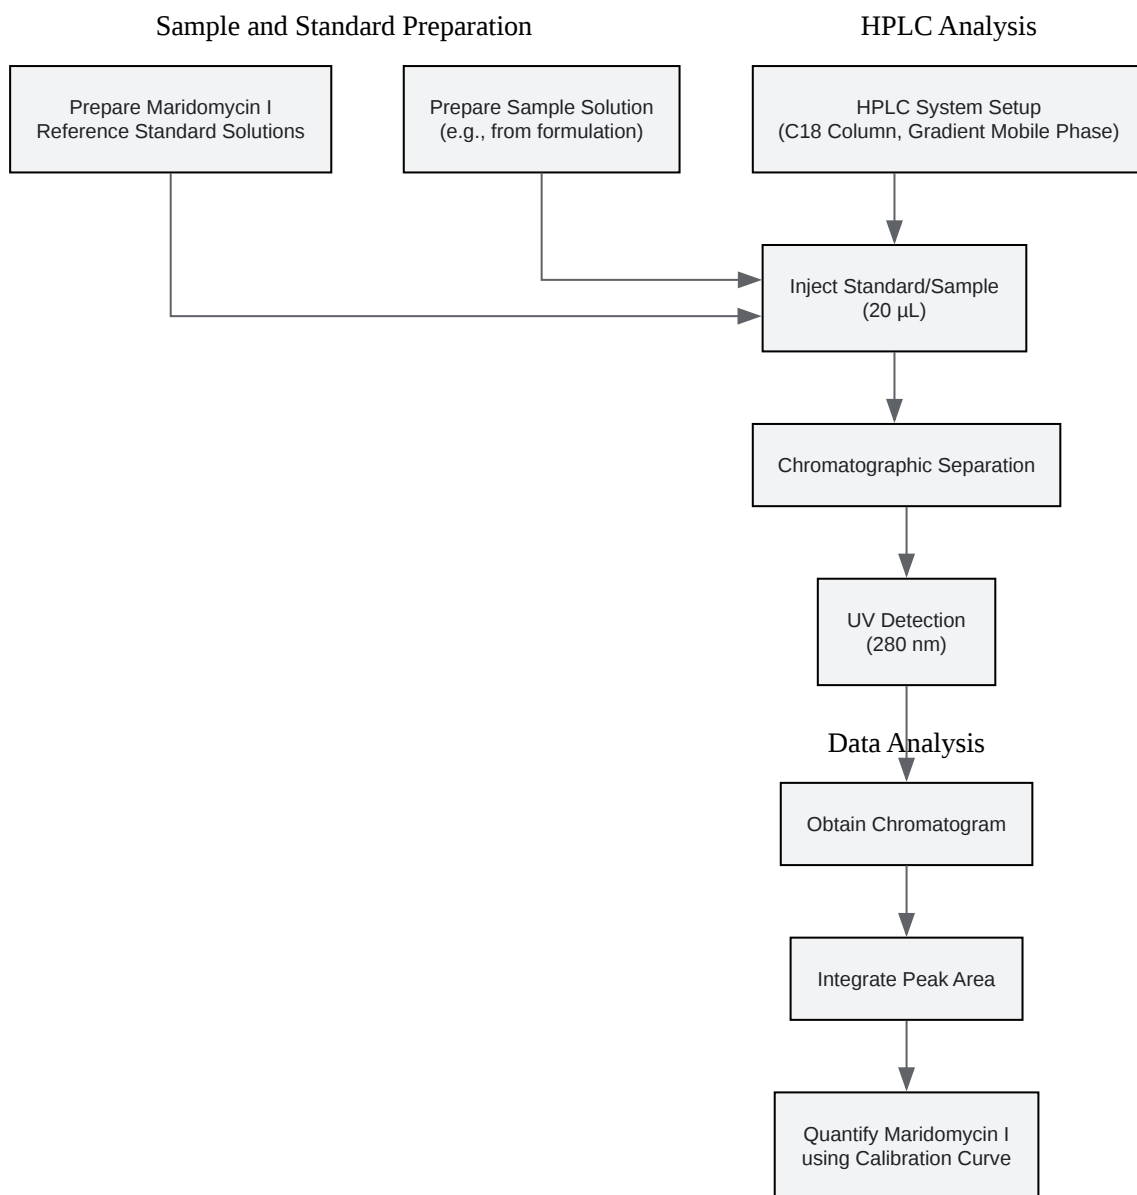 Sample and Standard Preparation
HPLC Analysis
Prepare Maridomycin I
Reference Standard Solutions
Prepare Sample Solution
(e.g., from formulation)
HPLC System Setup
(C18 Column, Gradient Mobile Phase)
Inject Standard/Sample
(20 µL)
Chromatographic Separation
UV Detection
(280 nm)
Data Analysis
Obtain Chromatogram
Integrate Peak Area
Quantify Maridomycin I
using Calibration Curve